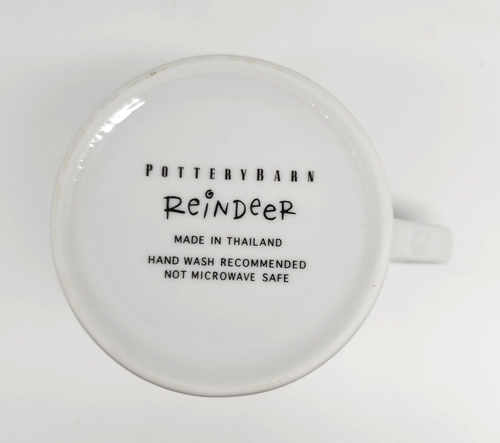 POTTERYBARN
ReiNDeeR
MADE IN THAILAND
HAND WASH RECOMMENDED
NOT MICROWAVE SAFE